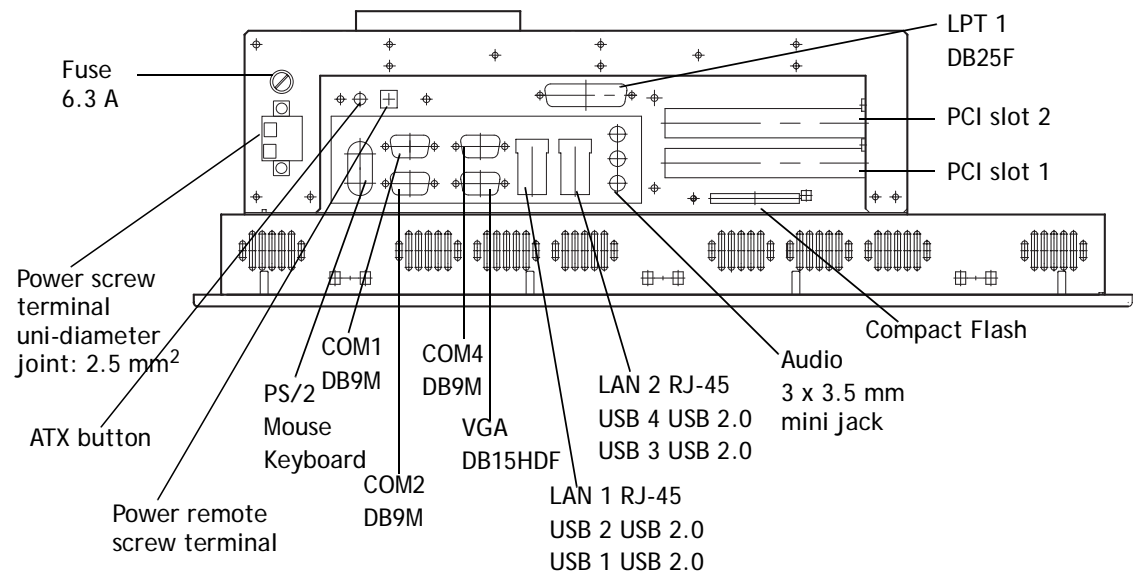 LPT 1
DB25F
Fuse
6.3 A
PCI slot 2
PCI slot 1
Power screw
terminal
uni-diameter
joint: 2.5 mm²
COM1
DB9M
COM4
DB9M
Compact Flash
Audio
3 x 3.5 mm
mini jack
LAN 2 RJ-45
USB 4 USB 2.0
USB 3 USB 2.0
PS/2
Mouse
Keyboard
ATX button
VGA
DB15HDF
COM2
DB9M
LAN 1 RJ-45
USB 2 USB 2.0
USB 1 USB 2.0
Power remote
screw terminal